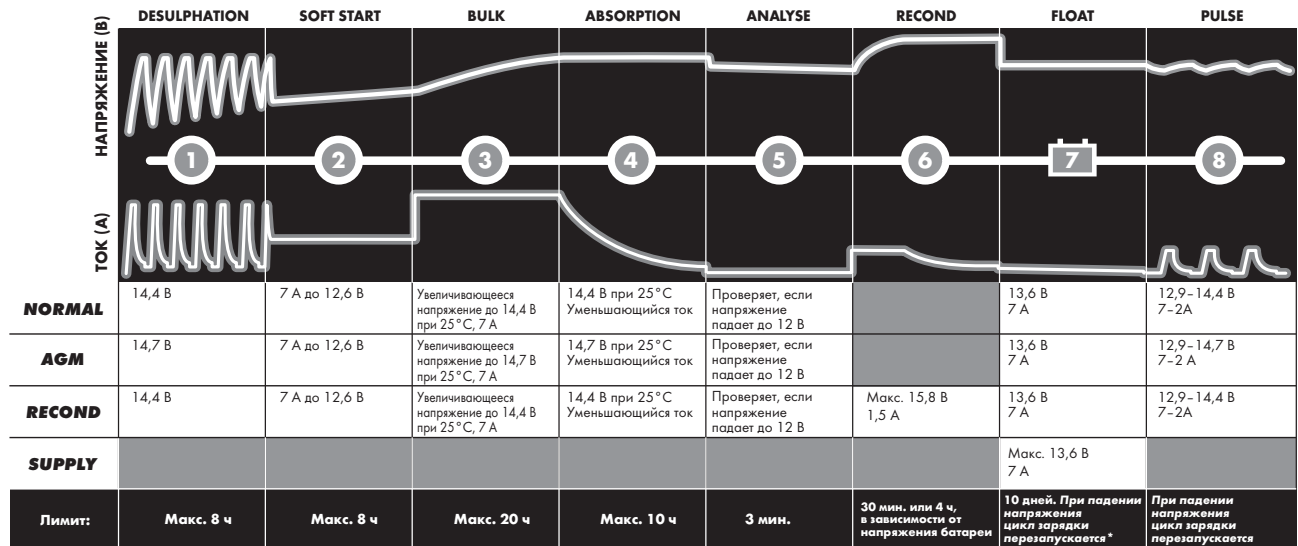 DESULPHATION SOFT START BULK ABSORPTION ANALYSE RECOND FLOAT PULSE
НАПРЯЖЕНИЕ (В)
1 2 3 4 5 6 7 8
ТОК (А)
NORMAL
14,4 В
7 А до 12,6 В
Увеличивающееся
напряжение до 14,4 В
при 25°C, 7 А
14,4 В при 25°C
Уменьшающийся ток
Проверяет, если
напряжение
падает до 12 В
13,6 В
7 А
12,9–14,4 В
7–2А
AGM
14,7 В
7 А до 12,6 В
Увеличивающееся
напряжение до 14,7 В
при 25°C, 7 А
14,7 В при 25°C
Уменьшающийся ток
Проверяет, если
напряжение
падает до 12 В
13,6 В
7 А
12,9–14,7 В
7–2 А
RECOND
14,4 В
7 А до 12,6 В
Увеличивающееся
напряжение до 14,4 В
при 25°C, 7 А
14,4 В при 25°C
Уменьшающийся ток
Проверяет, если
напряжение
падает до 12 В
Макс. 15,8 В
1,5 А
13,6 В
7 А
12,9–14,4 В
7–2А
SUPPLY
Макс. 13,6 В
7 А
Лимит:
Макс. 8 ч
Макс. 8 ч
Макс. 20 ч
Макс. 10 ч
3 мин.
30 мин. или 4 ч,
в зависимости от
напряжения батареи
10 дней. При падении
напряжения
цикл зарядки
перезапускается*
При падении
напряжения
цикл зарядки
перезапускается